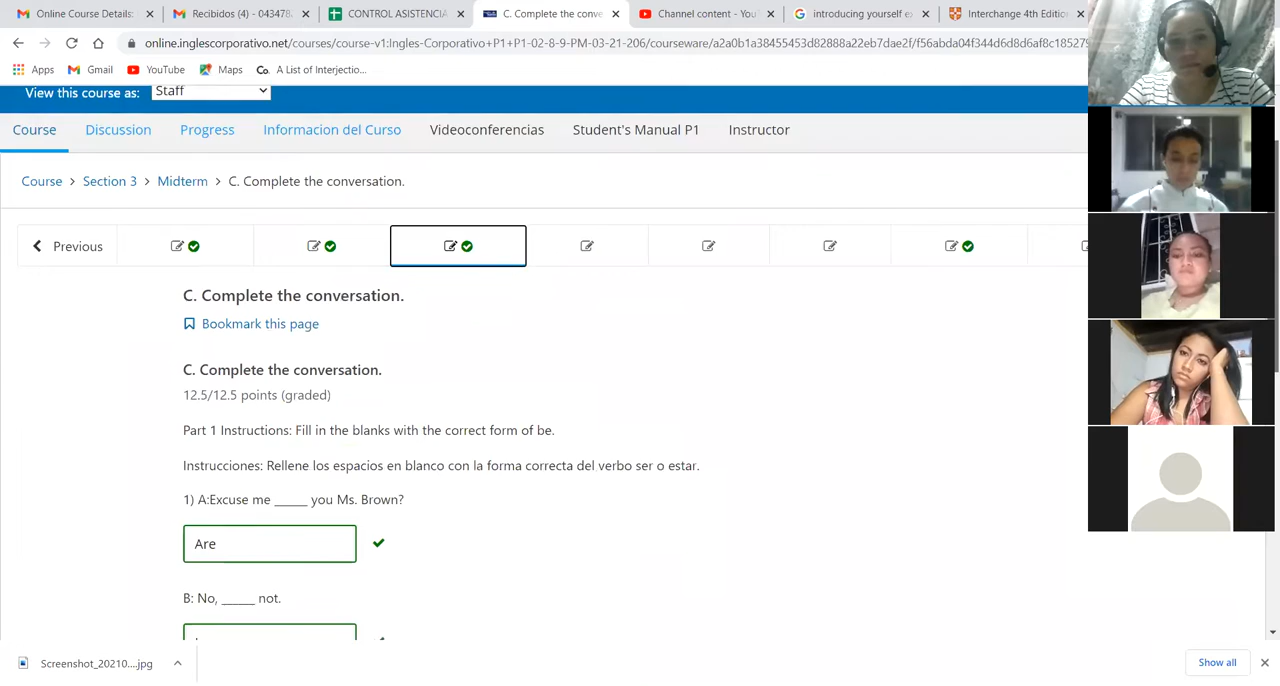 Online Course Details:
Recibidos (4) - 043478
CONTROL ASISTENCIA
C. Complete the conve
Channel content - You
introducing yourself e
Interchange 4th Edition
online.inglescorporativo.net/courses/course-v1:Ingles-Corporativo+P1+P1-02-8-9-PM-03-21-206/courseware/a2a0b1a38455453d82888a22eb7dae2f/f56abda04f344d6d8d6af8c18527
Apps
Gmail
YouTube
Maps
Co.
A List of Interjectio...
View this course as:
Staff
Course
Discussion
Progress
Informacion del Curso
Videoconferencias
Student's Manual P1
Instructor
Course > Section 3 > Midterm > C. Complete the conversation.
Previous
C. Complete the conversation.
Bookmark this page
C. Complete the conversation.
12.5/12.5 points (graded)
Part 1 Instructions: Fill in the blanks with the correct form of be.
Instrucciones: Rellene los espacios en blanco con la forma correcta del verbo ser o estar.
1) A:Excuse me _____ you Ms. Brown?
Are
B: No, _____ not.
Screenshot_20210....jpg
Show all